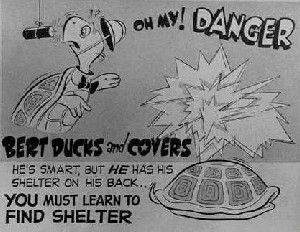 OH MY! DANGER
BERT DUCKS and COVERS
HE'S SMART, BUT HE HAS HIS
SHELTER ON HIS BACK..
YOU MUST LEARN TO
FIND SHELTER